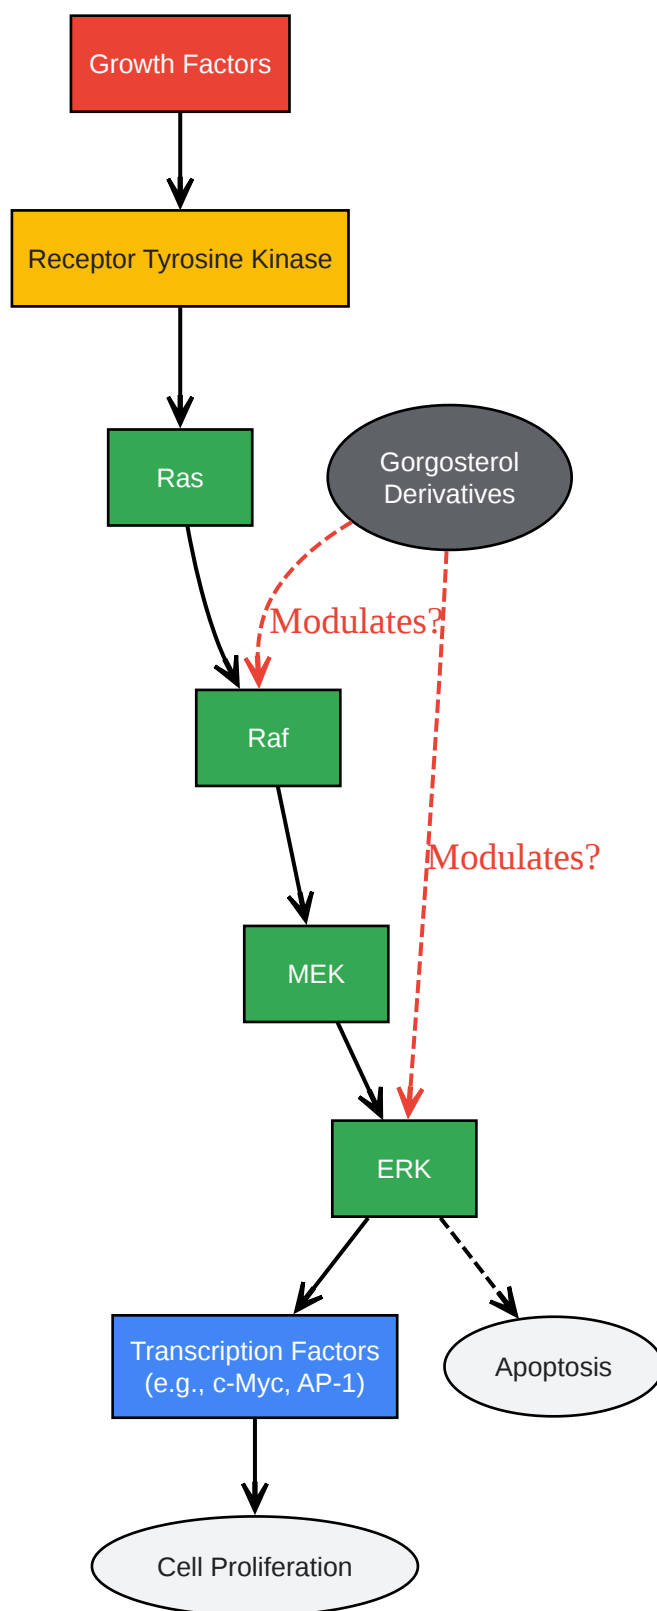 Growth Factors
Receptor Tyrosine Kinase
Ras
Gorgosterol
Derivatives
Modulates?
Raf
Modulates?
MEK
ERK
Transcription Factors
(e.g., c-Myc, AP-1)
Apoptosis
Cell Proliferation